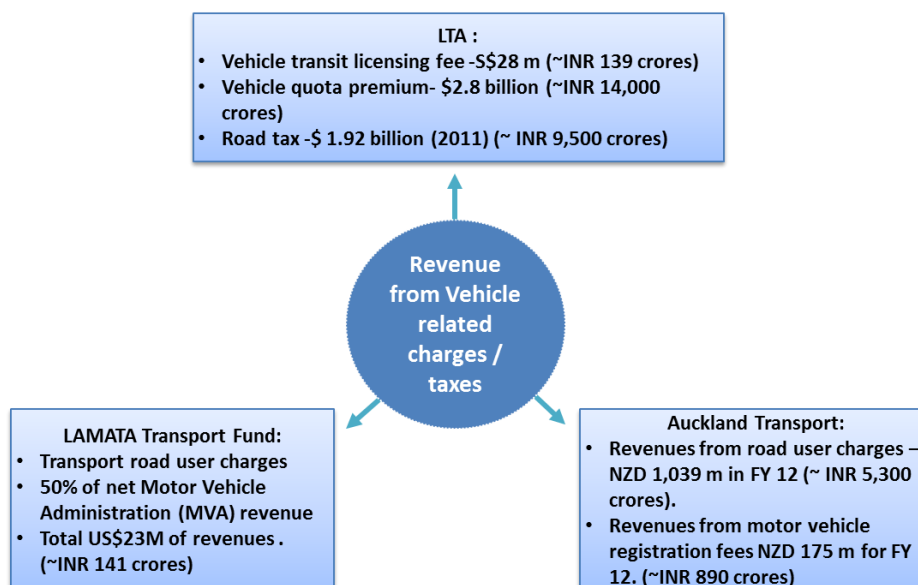 LTA :
• Vehicle transit licensing fee -S$28 m (~INR 139 crores)
• Vehicle quota premium- $2.8 billion (~INR 14,000
crores)
• Road tax -$ 1.92 billion (2011) (~ INR 9,500 crores)
Revenue
from Vehicle
related
charges /
taxes
LAMATA Transport Fund:
• Transport road user charges
• 50% of net Motor Vehicle
Administration (MVA) revenue
• Total US$23M of revenues .
(~INR 141 crores)
Auckland Transport:
• Revenues from road user charges –
NZD 1,039 m in FY 12 (~ INR 5,300
crores).
• Revenues from motor vehicle
registration fees NZD 175 m for FY
12. (~INR 890 crores)